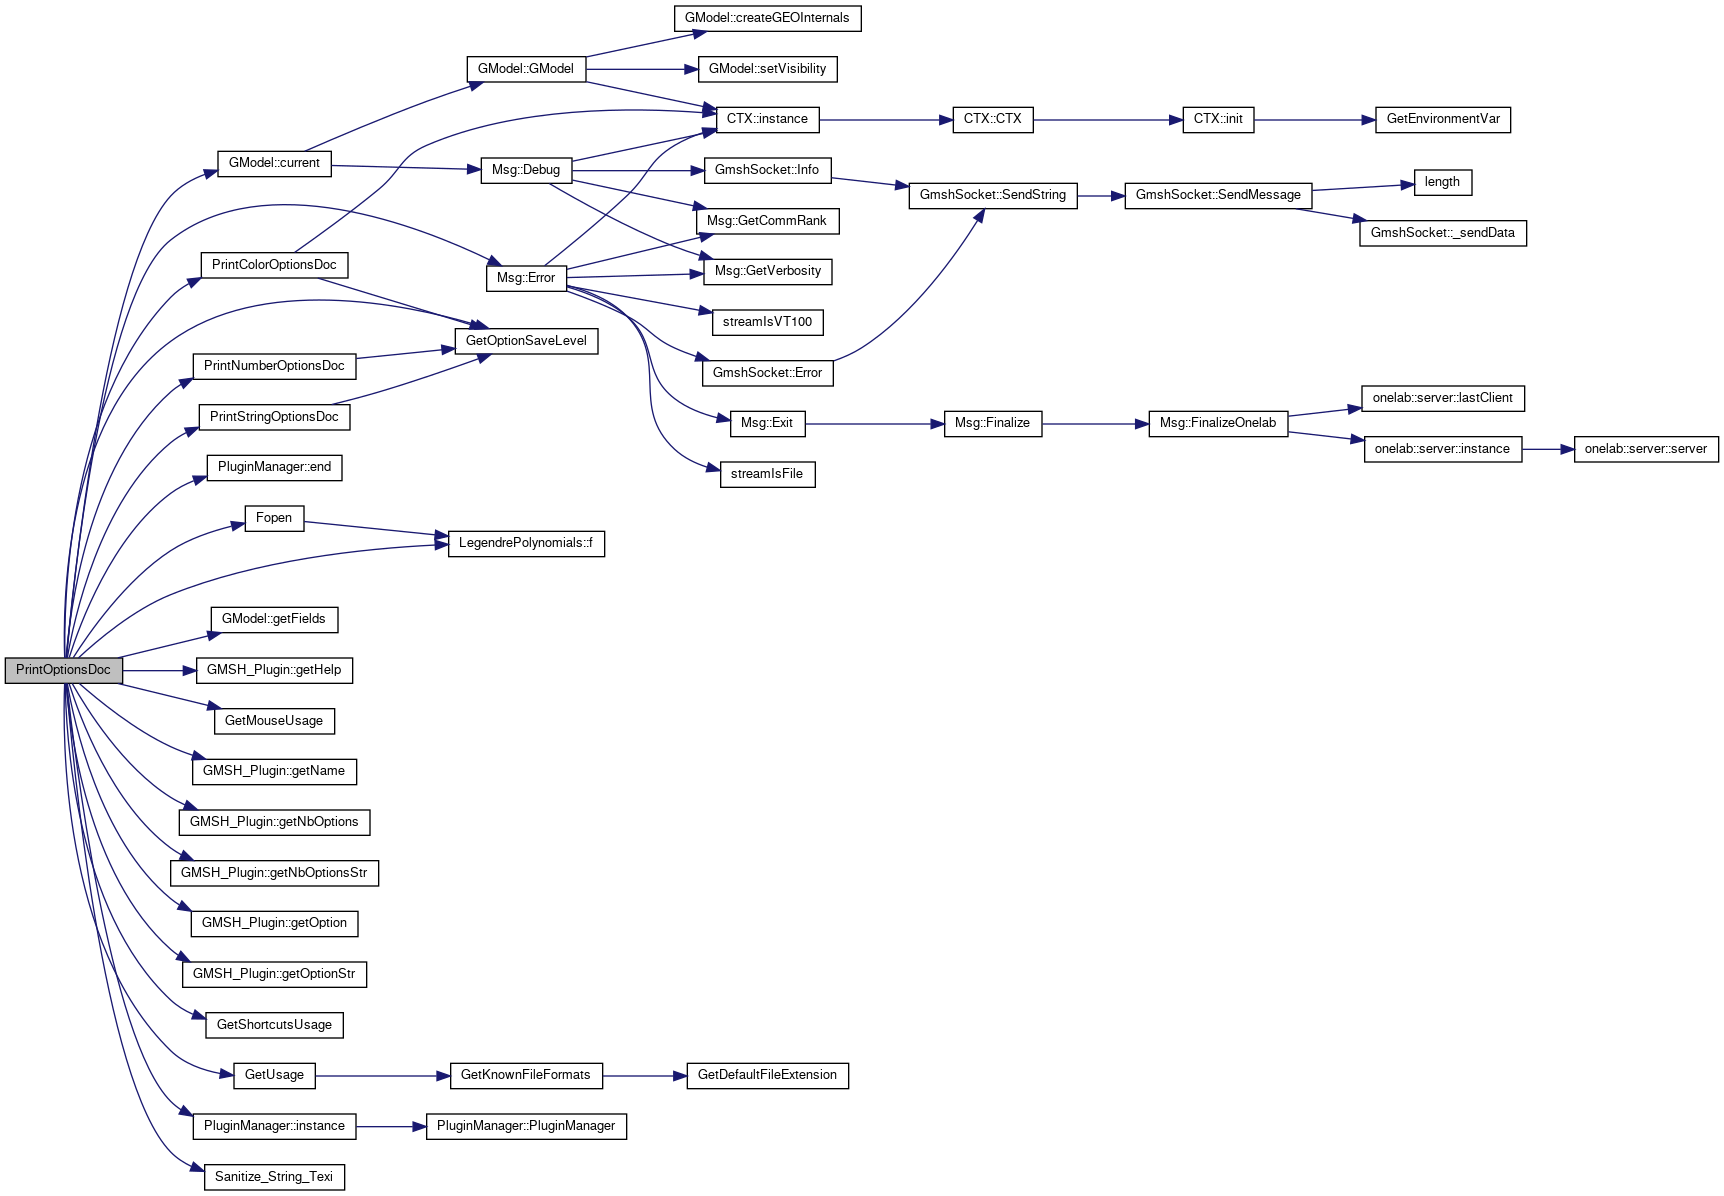 GModel::createGEOInternals
GModel::GModel
GModel::setVisibility
CTX::instance
CTX::CTX
CTX::init
GetEnvironmentVar
GModel::current
Msg::Debug
GmshSocket::Info
GmshSocket::SendString
GmshSocket::SendMessage
length
Msg::GetCommRank
GmshSocket::_sendData
PrintColorOptionsDoc
Msg::Error
Msg::GetVerbosity
streamIsVT100
GetOptionSaveLevel
PrintNumberOptionsDoc
GmshSocket::Error
onelab::server::lastClient
PrintStringOptionsDoc
Msg::Exit
Msg::Finalize
Msg::FinalizeOnelab
onelab::server::instance
onelab::server::server
PluginManager::end
streamIsFile
Fopen
LegendrePolynomials::f
GModel::getFields
PrintOptionsDoc
GMSH_Plugin::getHelp
GetMouseUsage
GMSH_Plugin::getName
GMSH_Plugin::getNbOptions
GMSH_Plugin::getNbOptionsStr
GMSH_Plugin::getOption
GMSH_Plugin::getOptionStr
GetShortcutsUsage
GetUsage
GetKnownFileFormats
GetDefaultFileExtension
PluginManager::instance
PluginManager::PluginManager
Sanitize_String_Texi